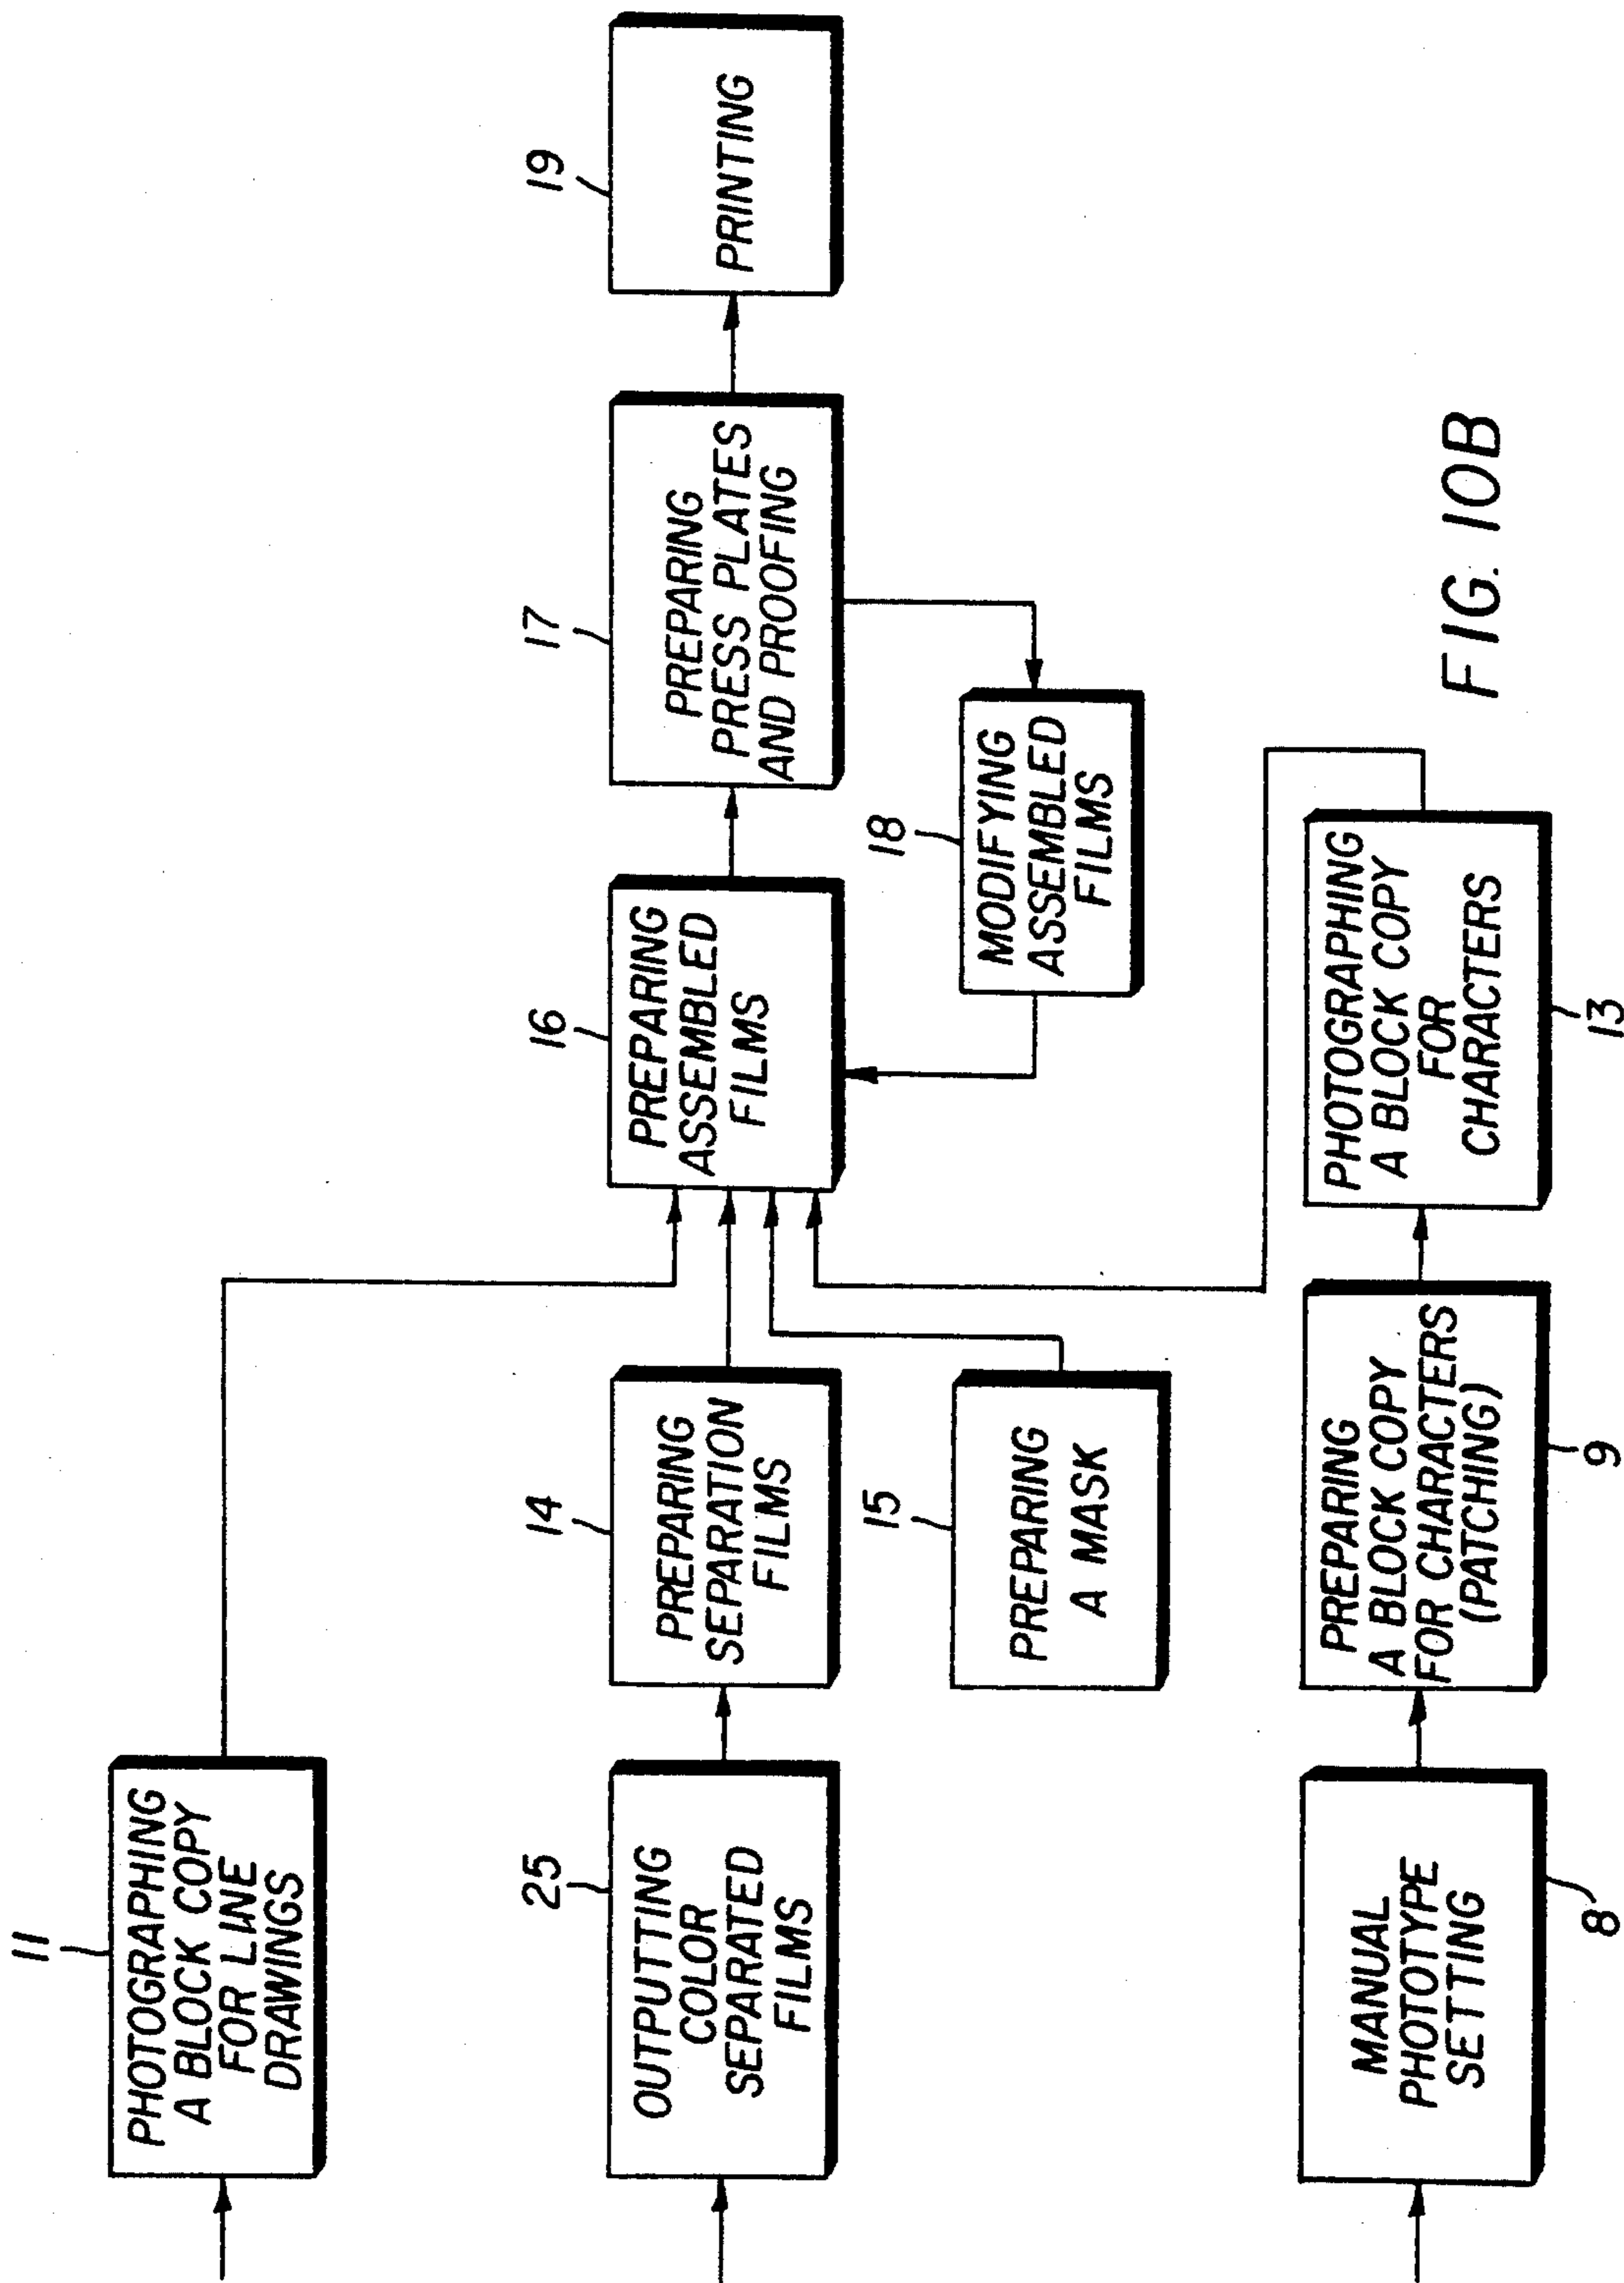 11
PHOTOGRAPHING
A BLOCK COPY
FOR LINE
DRAWINGS
25
OUTPUTTING
COLOR
SEPARATED
FILMS
14
PREPARING
SEPARATION
FILMS
15
PREPARING
A MASK
16
PREPARING
ASSEMBLED
FILMS
17
PREPARING
PRESS PLATES
AND PROOFING
18
MODIFYING
ASSEMBLED
FILMS
19
PRINTING
MANUAL
PHOTOTYPE
SETTING
8
PREPARING
A BLOCK COPY
FOR CHARACTERS
(PATCHING)
9
PHOTOGRAPHING
A BLOCK COPY
FOR
CHARACTERS
13
FIG. 10B